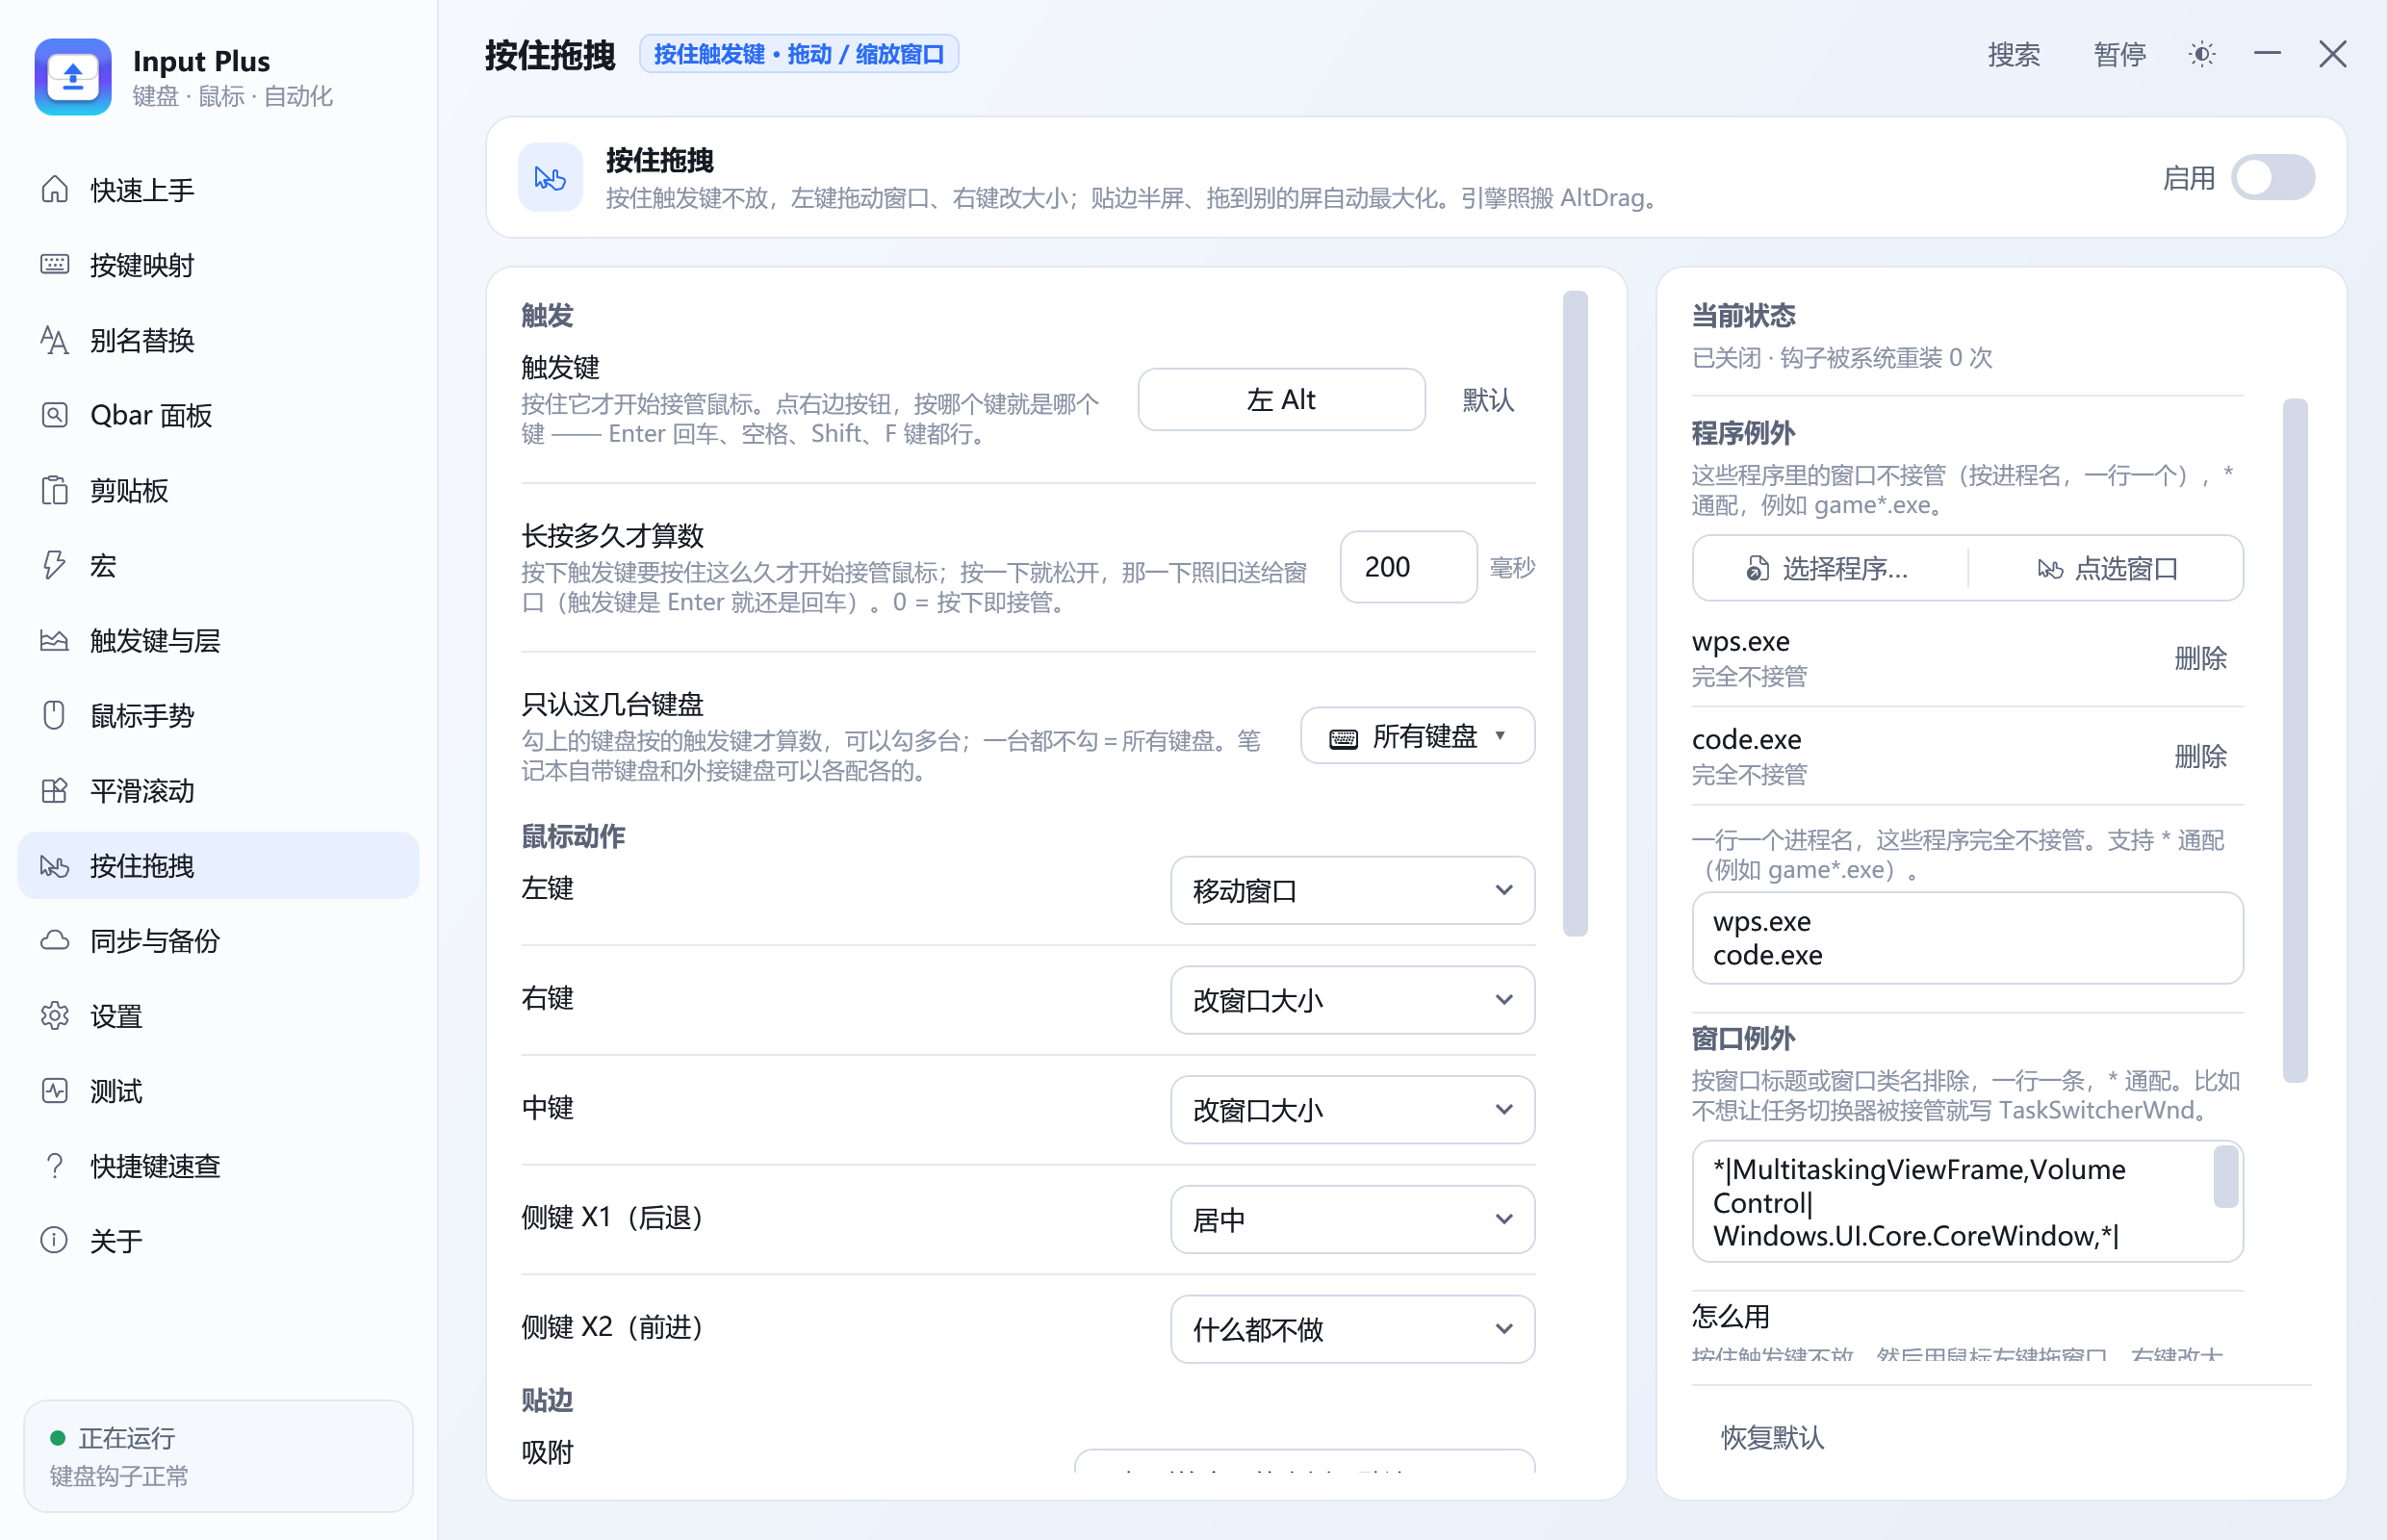 Input Plus
键盘 · 鼠标 · 自动化
快速上手
按键映射
别名替换
Qbar 面板
剪贴板
宏
触发键与层
鼠标手势
平滑滚动
按住拖拽
同步与备份
设置
测试
快捷键速查
关于
正在运行
键盘钩子正常
按住拖拽
按住触发键 • 拖动 / 缩放窗口
搜索
暂停
按住拖拽
按住触发键不放，左键拖动窗口、右键改大小；贴边半屏、拖到别的屏自动最大化。引擎照搬 AltDrag。
启用
触发
触发键
按住它才开始接管鼠标。点右边按钮，按哪个键就是哪个
键 —— Enter 回车、空格、Shift、F 键都行。
左 Alt
默认
长按多久才算数
按下触发键要按住这么久才开始接管鼠标；按一下就松开，那一下照旧送给窗
口（触发键是 Enter 就还是回车）。0 = 按下即接管。
200
毫秒
只认这几台键盘
勾上的键盘按的触发键才算数，可以勾多台；一台都不勾 = 所有键盘。笔
记本自带键盘和外接键盘可以各配各的。
所有键盘
鼠标动作
左键
移动窗口
右键
改窗口大小
中键
改窗口大小
侧键 X1（后退）
居中
侧键 X2（前进）
什么都不做
贴边
吸附
当前状态
已关闭 · 钩子被系统重装 0 次
程序例外
这些程序里的窗口不接管（按进程名，一行一个），*
通配，例如 game*.exe。
选择程序...
点选窗口
wps.exe
完全不接管
删除
code.exe
完全不接管
删除
一行一个进程名，这些程序完全不接管。支持 * 通配
（例如 game*.exe）。
wps.exe
code.exe
窗口例外
按窗口标题或窗口类名排除，一行一条，* 通配。比如
不想让任务切换器被接管就写 TaskSwitcherWnd。
*|MultitaskingViewFrame,Volume
Control|
Windows.UI.Core.CoreWindow,*|
怎么用
按住触发键不放，然后用鼠标左键拖窗口、右键改大
恢复默认